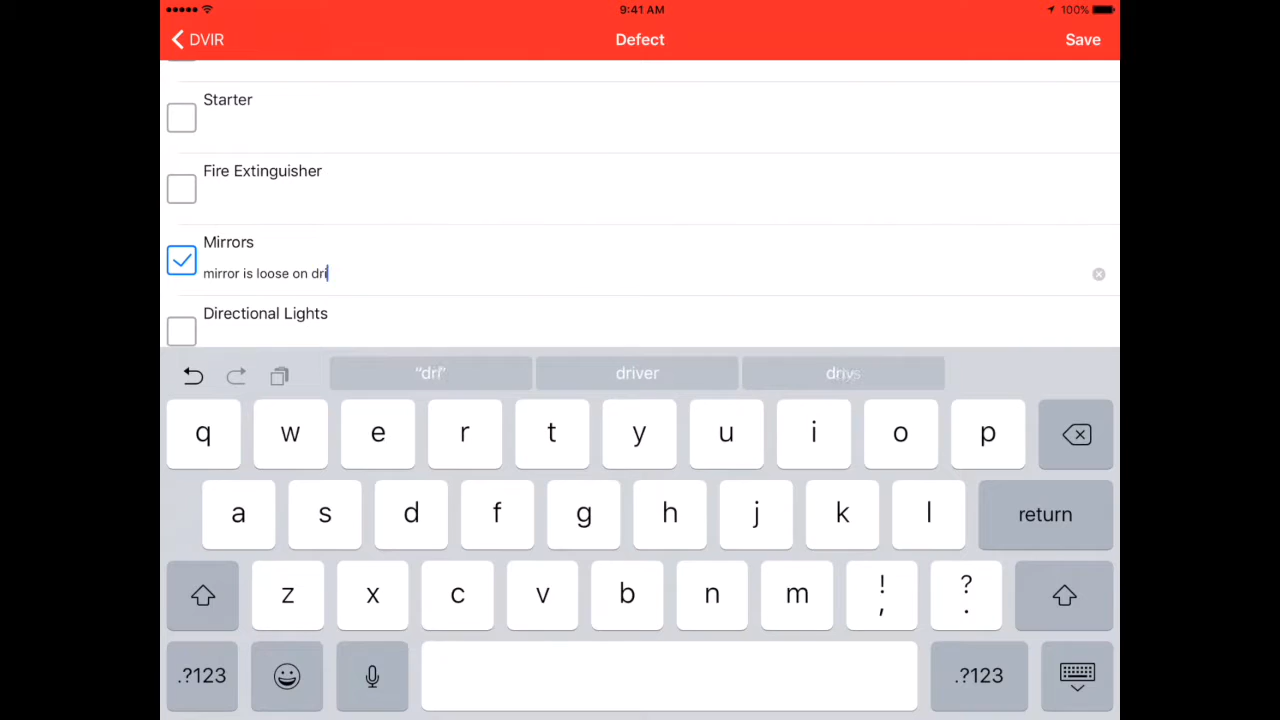 9:41 AM
100%
DVIR
Defect
Save
Starter
Fire Extinguisher
Mirrors
mirror is loose on dri
Directional Lights
"dri" driver
q w e r t y u i o p
a s d f g h j k l return
z x c v b n m ! , ? .
.?123 .?123